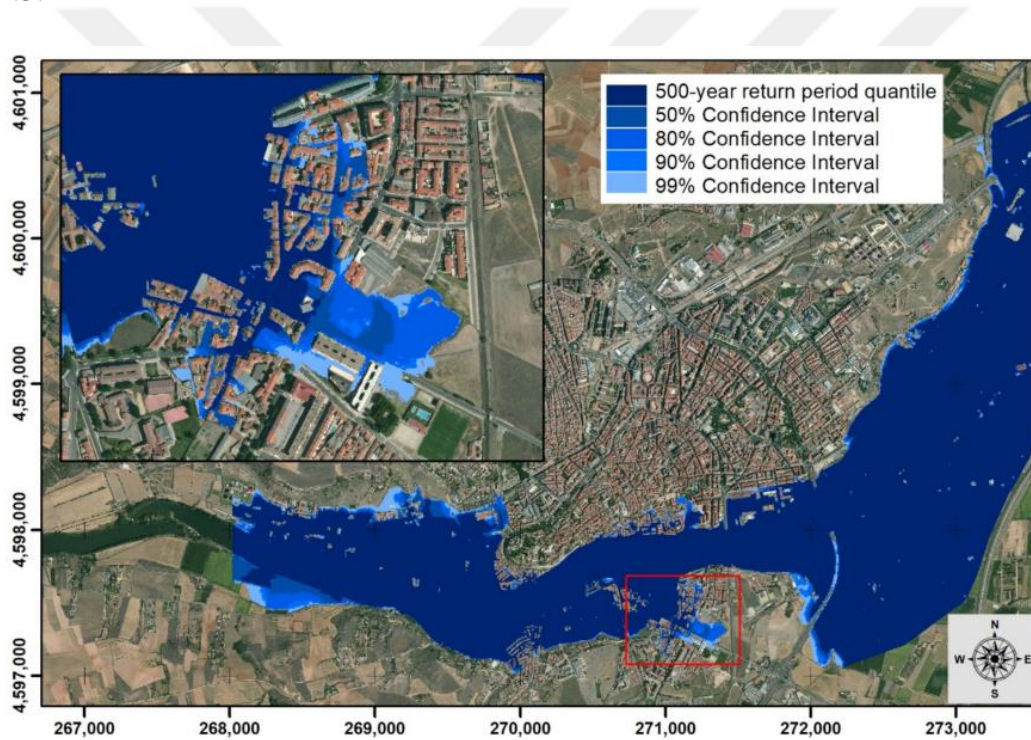 4,601,000
4,600,000
4,599,000
4,598,000
4,597,000
500-year return period quantile
50% Confidence Interval
80% Confidence Interval
90% Confidence Interval
99% Confidence Interval
N
W E
S
267,000 268,000 269,000 270,000 271,000 272,000 273,000